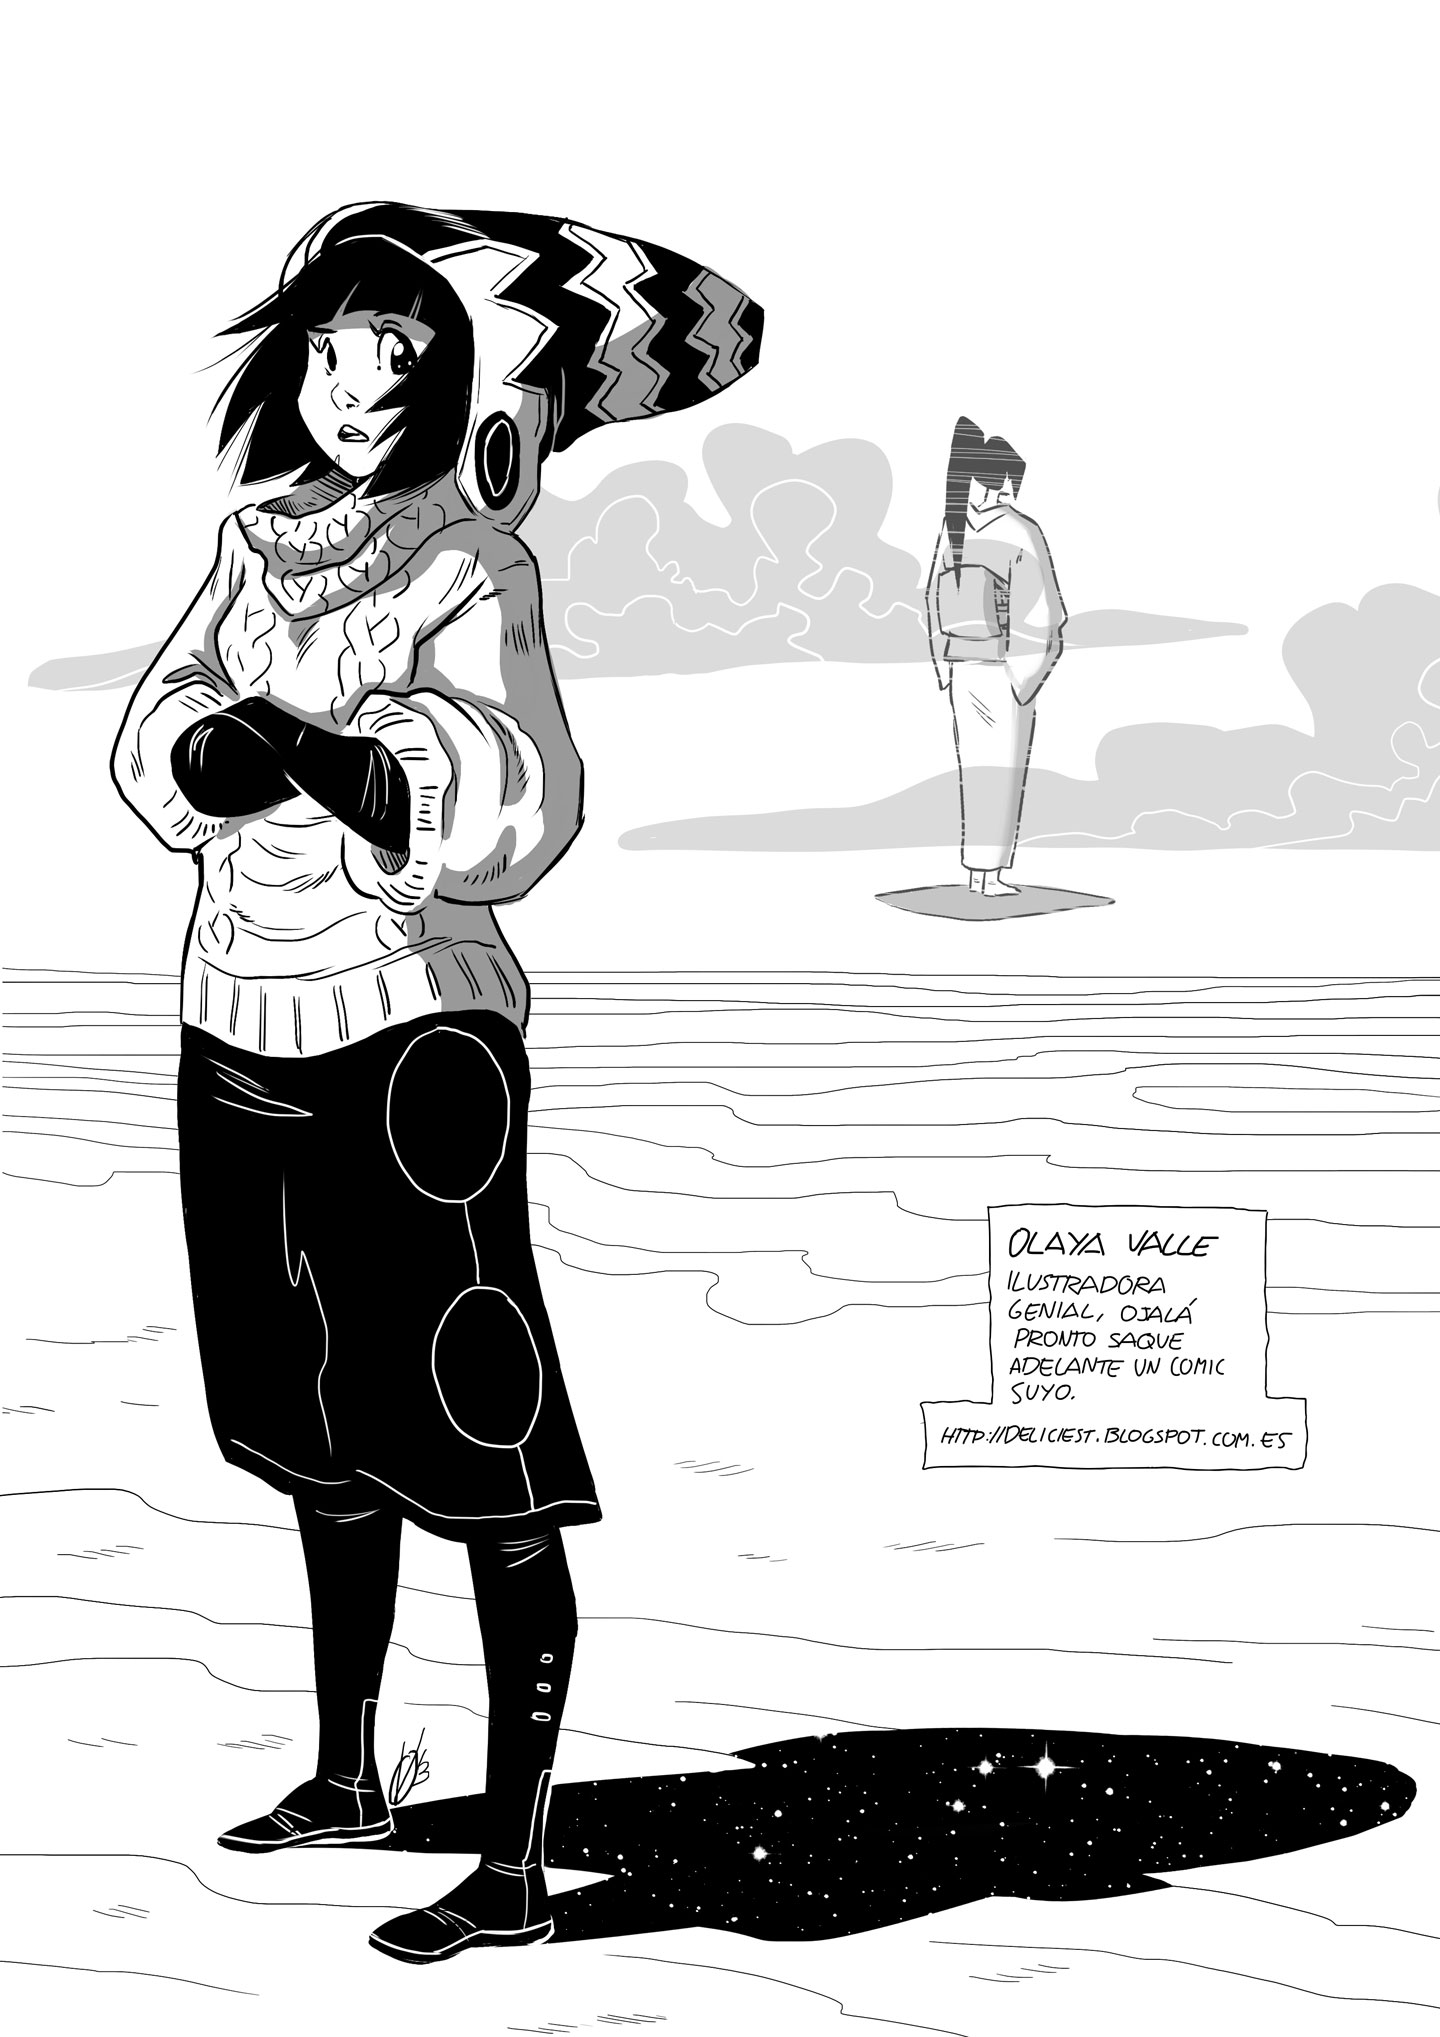 OLAYA VALLE
ILUSTRADORA
GENIAL, OJALÁ
PRONTO SAQUE
ADELANTE UN COMIC
SUYO.
HTTP://DELICIEST.BLOGSPOT.COM.ES